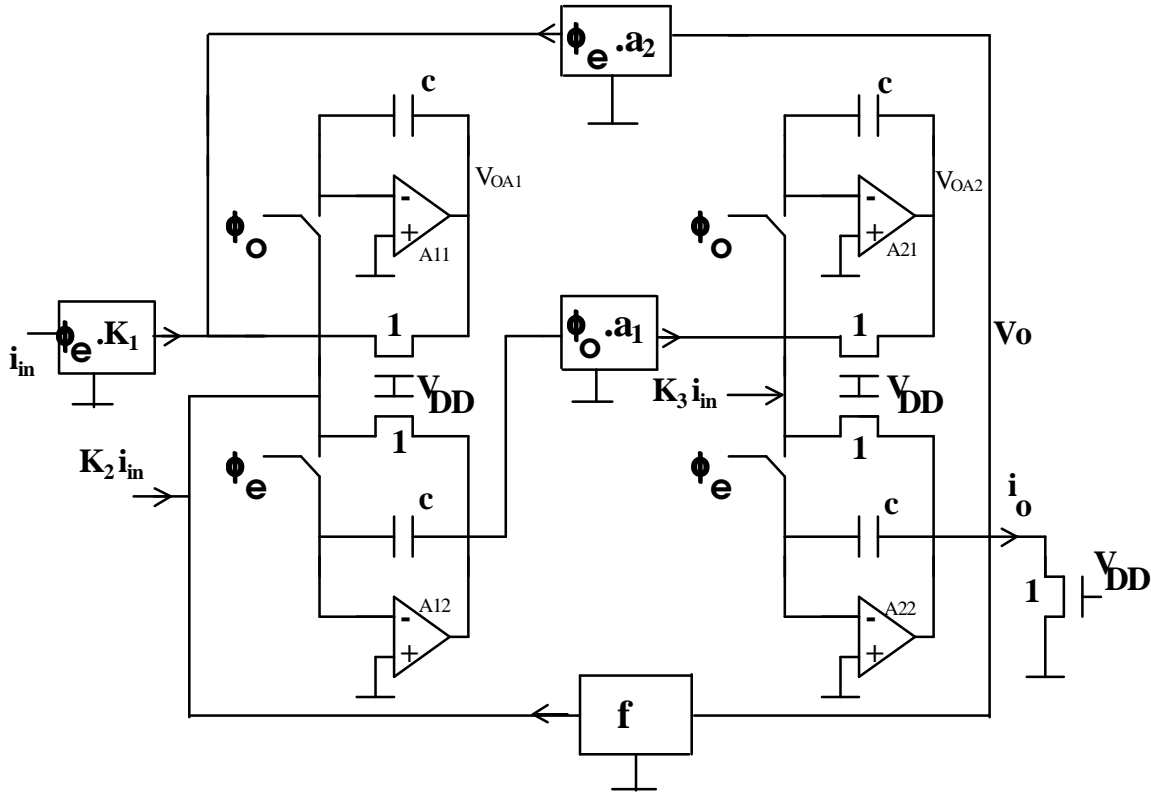 ϕe .a2
c
c
VOA1
VOA2
-
-
ϕo
ϕo
+
+
A11
A21
ϕe .K1
1
ϕo .a1
1
Vo
iin
VDD
K3 iin
VDD
1
1
K2 iin
ϕe
ϕe
c
c
io
VDD
A12
A22
1
-
-
+
+
f